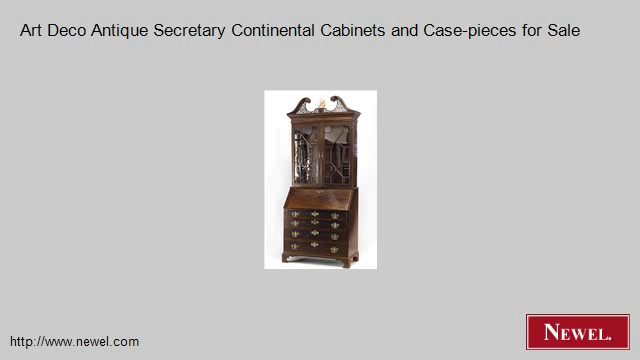 Art Deco Antique Secretary Continental Cabinets and Case-pieces for Sale
http://www.newel.com
NEWEL.